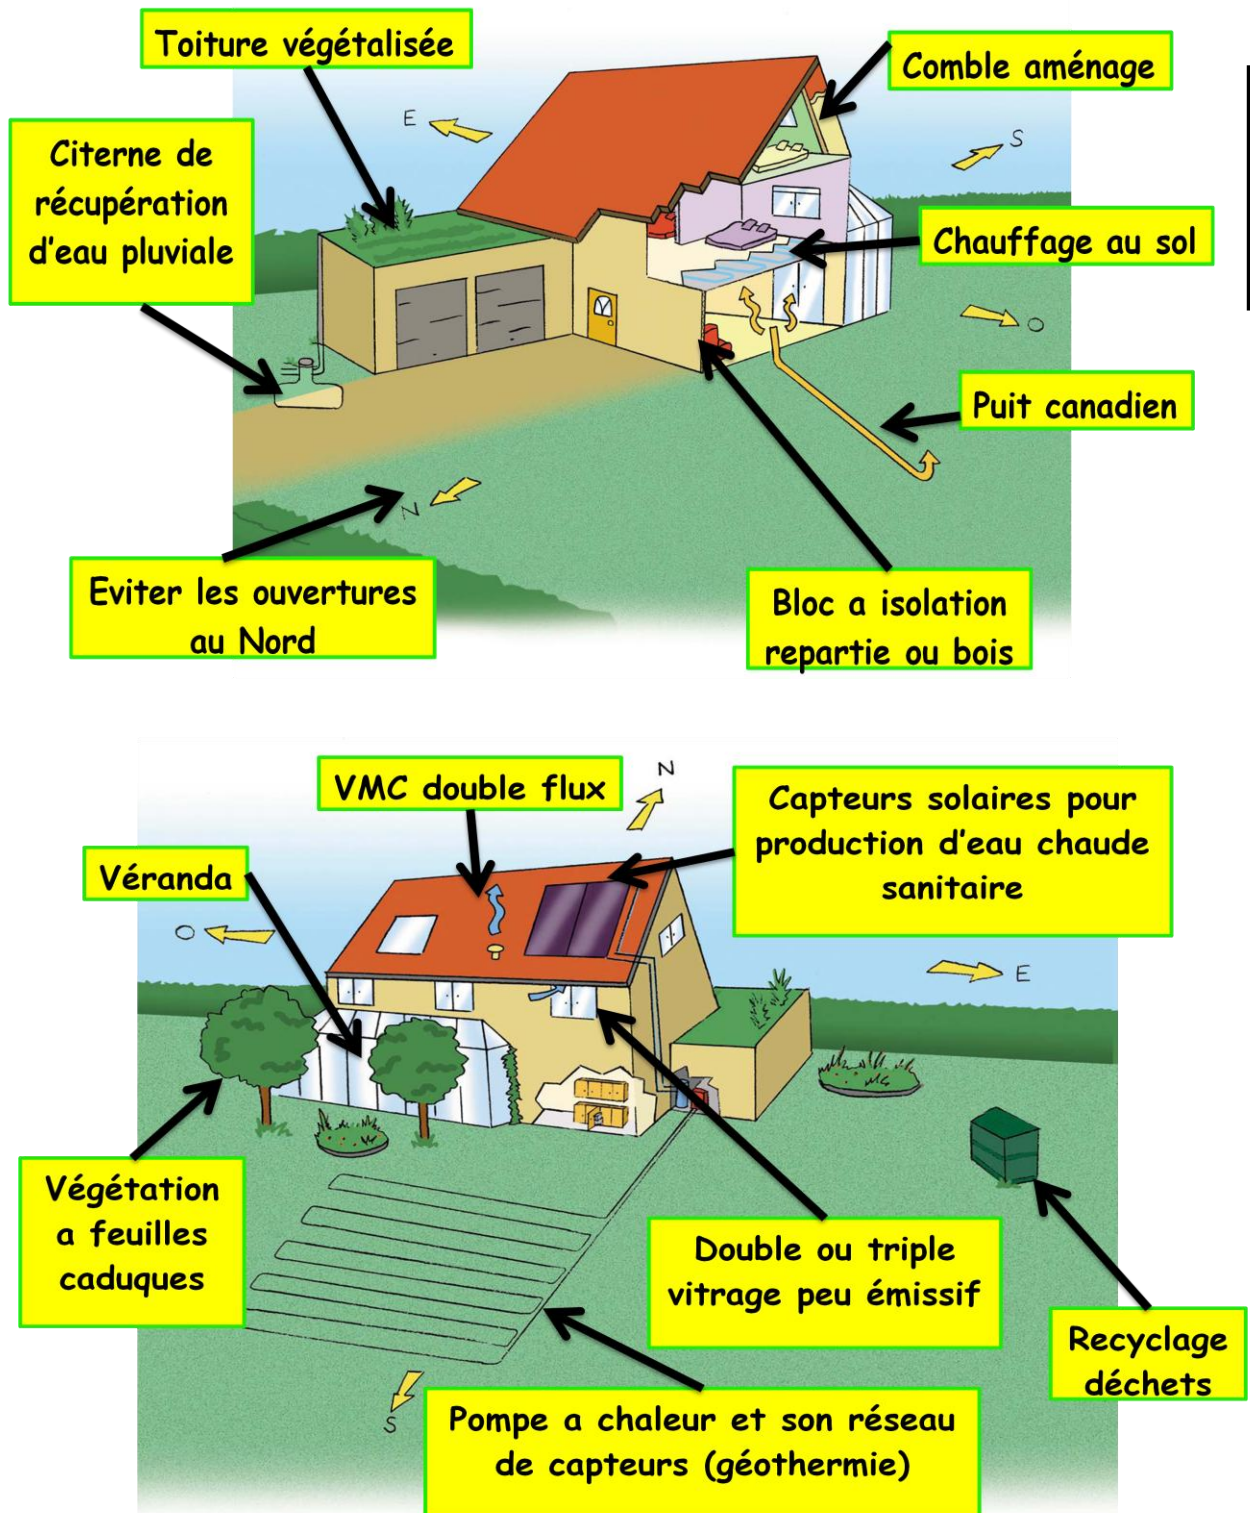 Toiture végétalisée
Comble aménage
E
S
Citerne de
récupération
d'eau pluviale
Chauffage au sol
O
Puit canadien
N
Eviter les ouvertures
au Nord
Bloc a isolation
repartie ou bois
VMC double flux
N
Capteurs solaires pour
production d'eau chaude
sanitaire
Véranda
O
E
Végétation
a feuilles
caduques
Double ou triple
vitrage peu émissif
Recyclage
déchets
S
Pompe a chaleur et son réseau
de capteurs (géothermie)